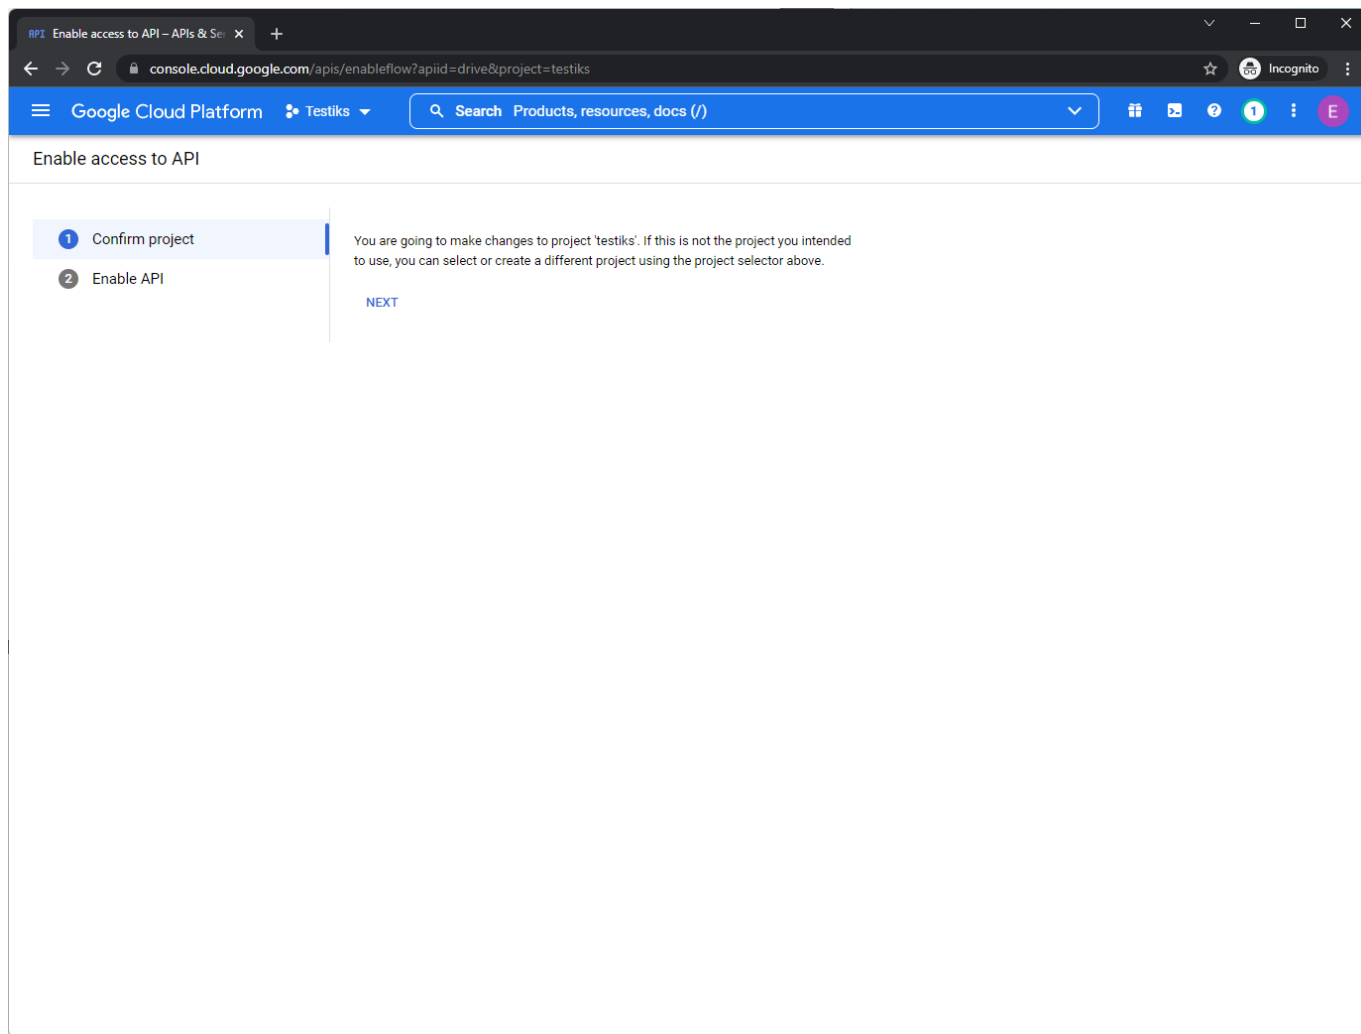 API Enable access to API – APIs & Ser
console.cloud.google.com/apis/enableflow?apiid=drive&project=testiks
Incognito
Google Cloud Platform
Testiks
Search Products, resources, docs (/)
1
E
Enable access to API
1 Confirm project
2 Enable API
You are going to make changes to project 'testiks'. If this is not the project you intended
to use, you can select or create a different project using the project selector above.
NEXT